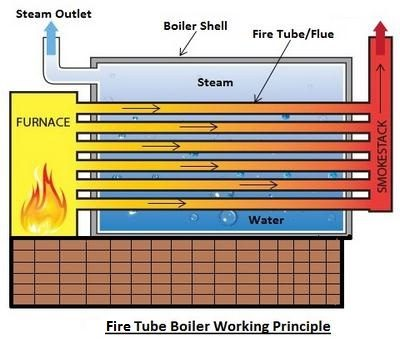 Steam Outlet
Boiler Shell
Fire Tube/Flue
Steam
FURNACE
SMOKESTACK
Water
Fire Tube Boiler Working Principle